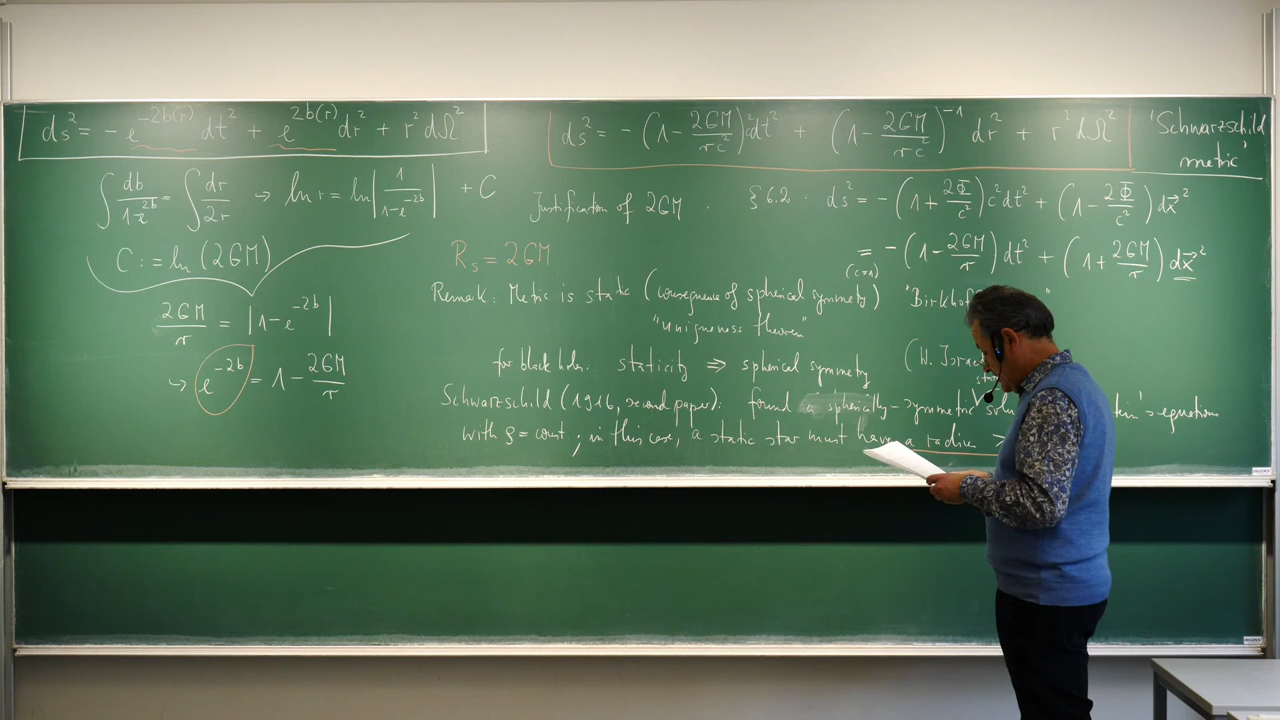 ds² = - e^{-2b(r)} dt² + e^{2b(r)} dr² + r² dΩ²
∫ db/(1-e^{-2b}) = ∫ dr/2r → ln r = ln |1/(1-e^{-2b})| + C
C := ln (2GM)
2GM/r = |1-e^{-2b}|
→ e^{-2b} = 1 - 2GM/r
ds² = - (1 - 2GM/rc²) c²dt² + (1 - 2GM/rc²)^{-1} dr² + r² dΩ²
'Schwarzschild
metric'
Justification of 2GM . § 6.2. : ds² = - (1 + 2Φ/c²) c²dt² + (1 - 2Φ/c²) dx⃗²
= - (1 - 2GM/r) dt² + (1 + 2GM/r) dx⃗²
(c=1)
R_s = 2GM
Remark: Metric is static (consequence of spherical symmetry) "Birkhof "
"uniqueness theorem"
for black holes: staticity ⇒ spherical symmetry (W. Israe
Schwarzschild (1916, second paper): found a spherically-symmetric solu equations
with ρ = const ; in this case, a static star must have a radius >